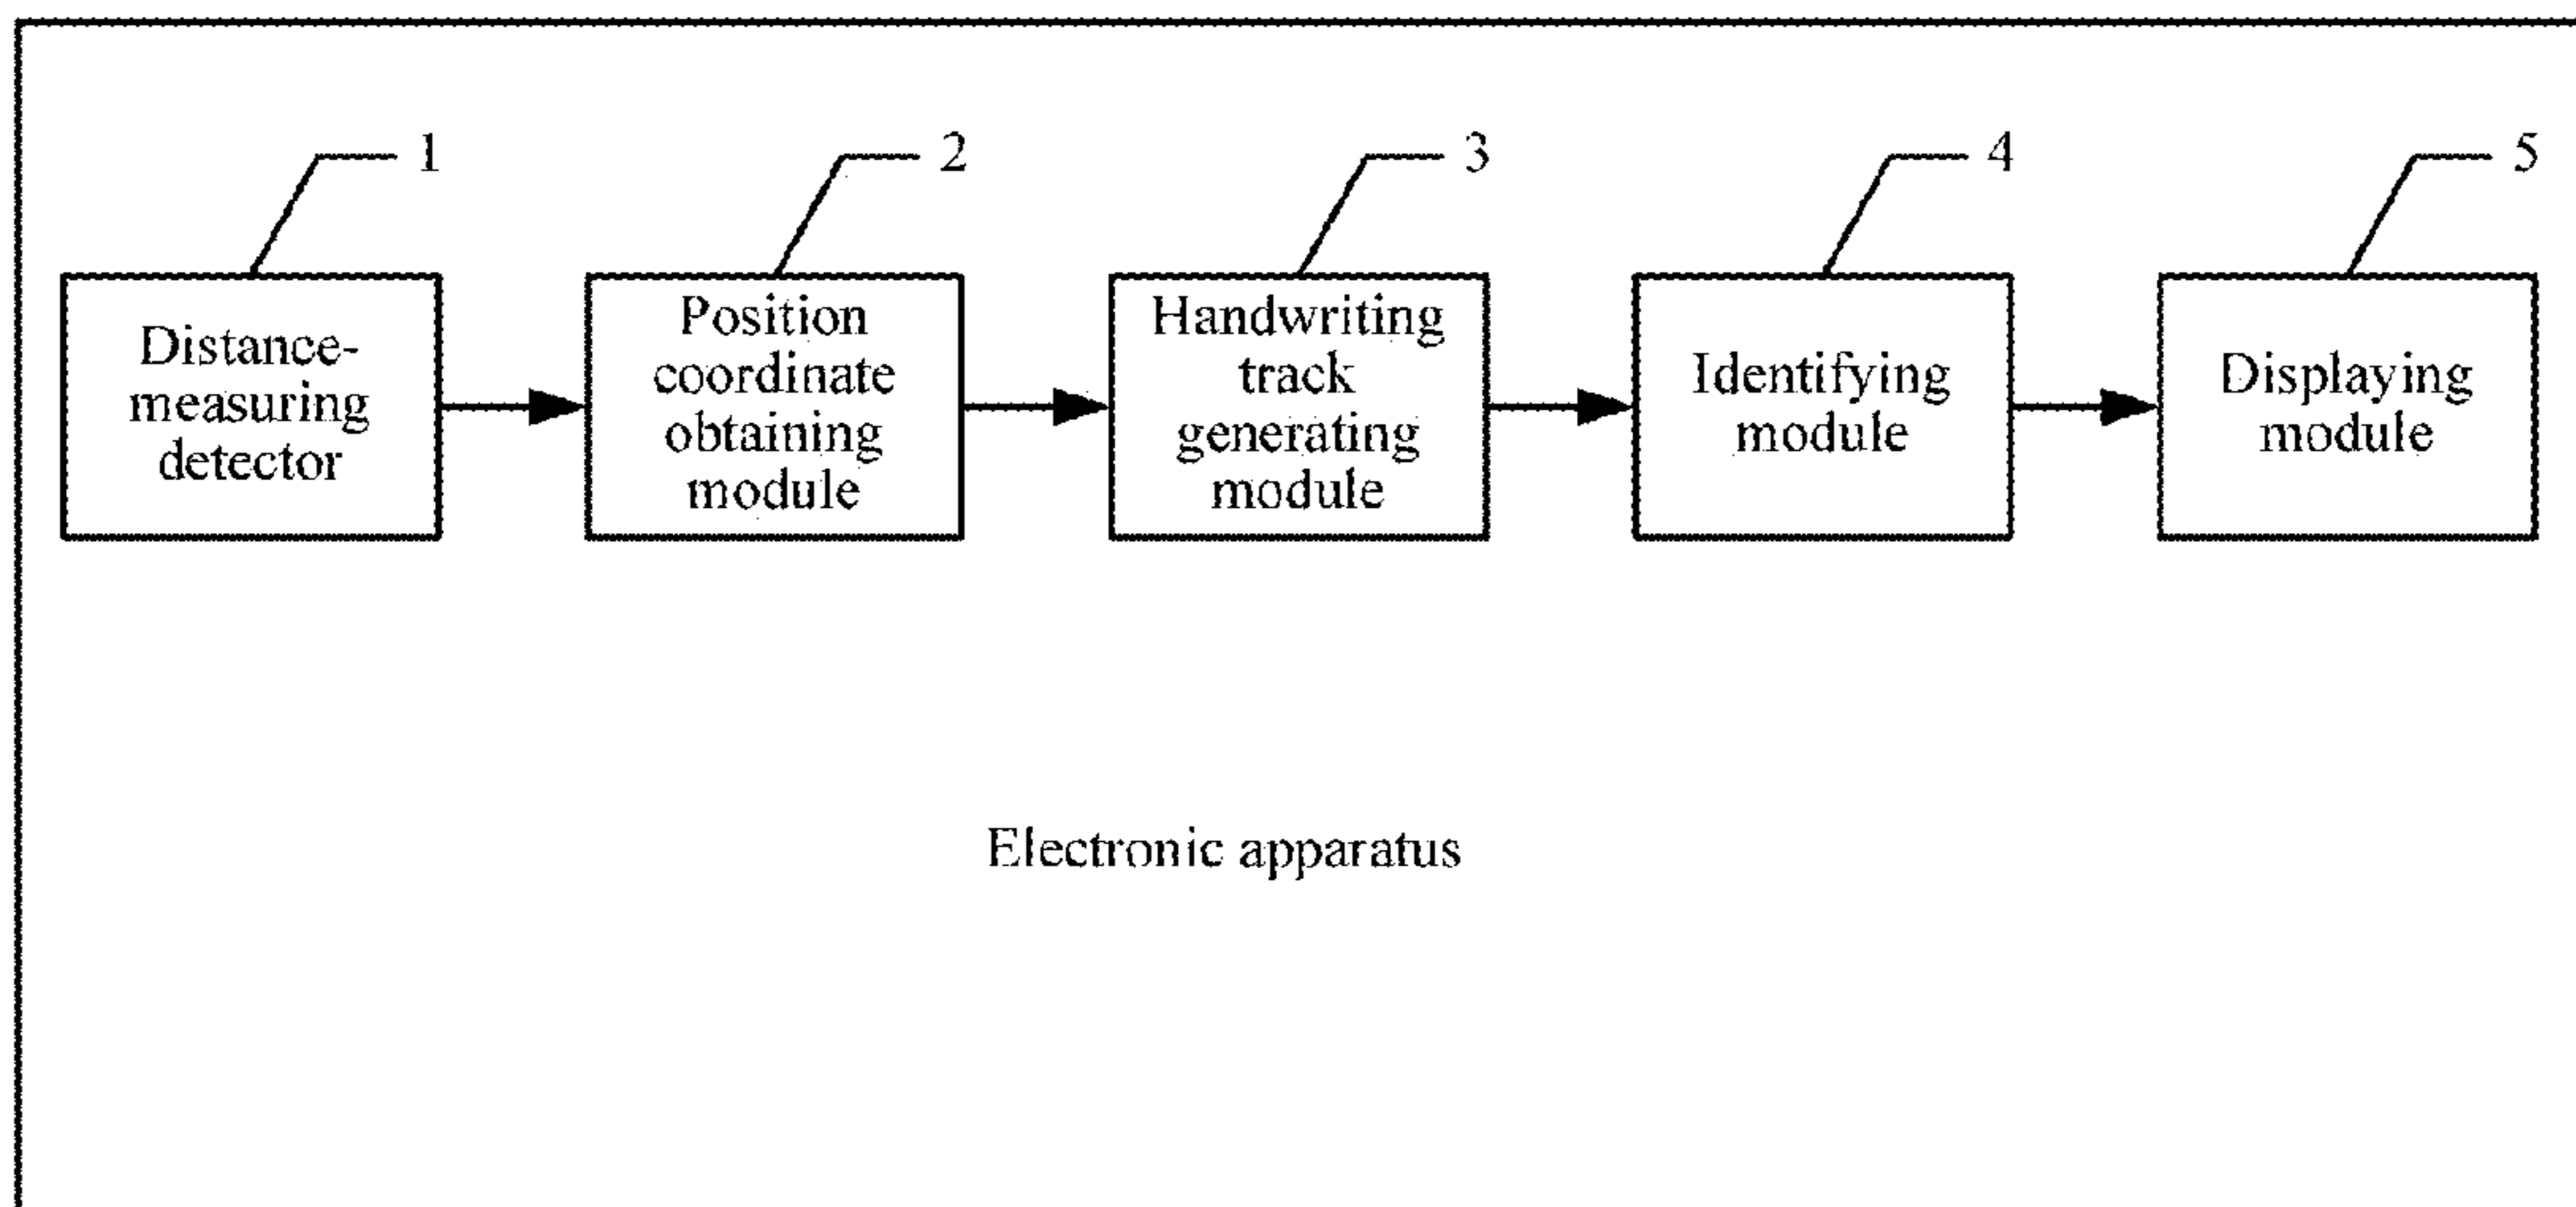 1
2
3
4
5
Distance-
measuring
detector
Position
coordinate
obtaining
module
Handwriting
track
generating
module
Identifying
module
Displaying
module
Electronic apparatus